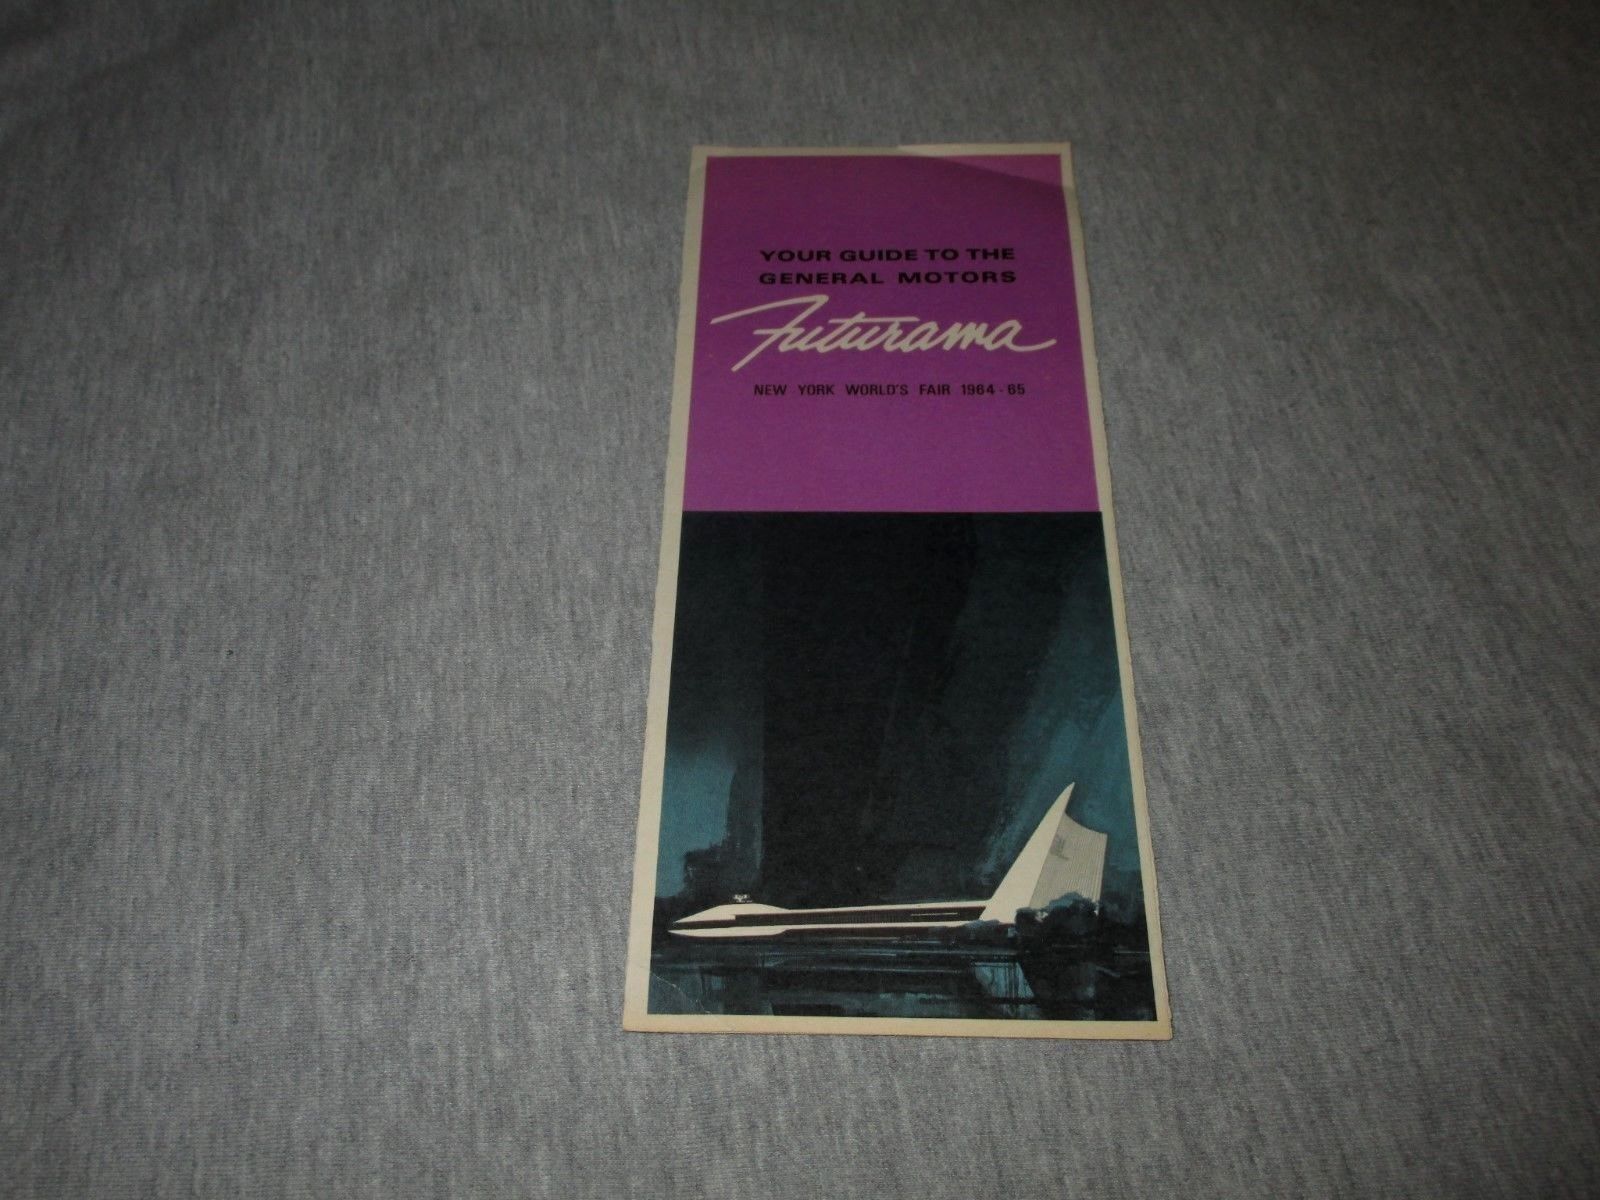 YOUR GUIDE TO THE
GENERAL MOTORS
Futurama
NEW YORK WORLD'S FAIR 1964-65